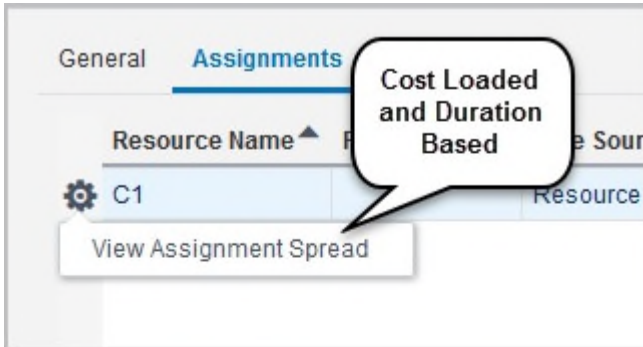 General Assignments
Cost Loaded
and Duration
Based
Resource Name
C1 Resource
View Assignment Spread